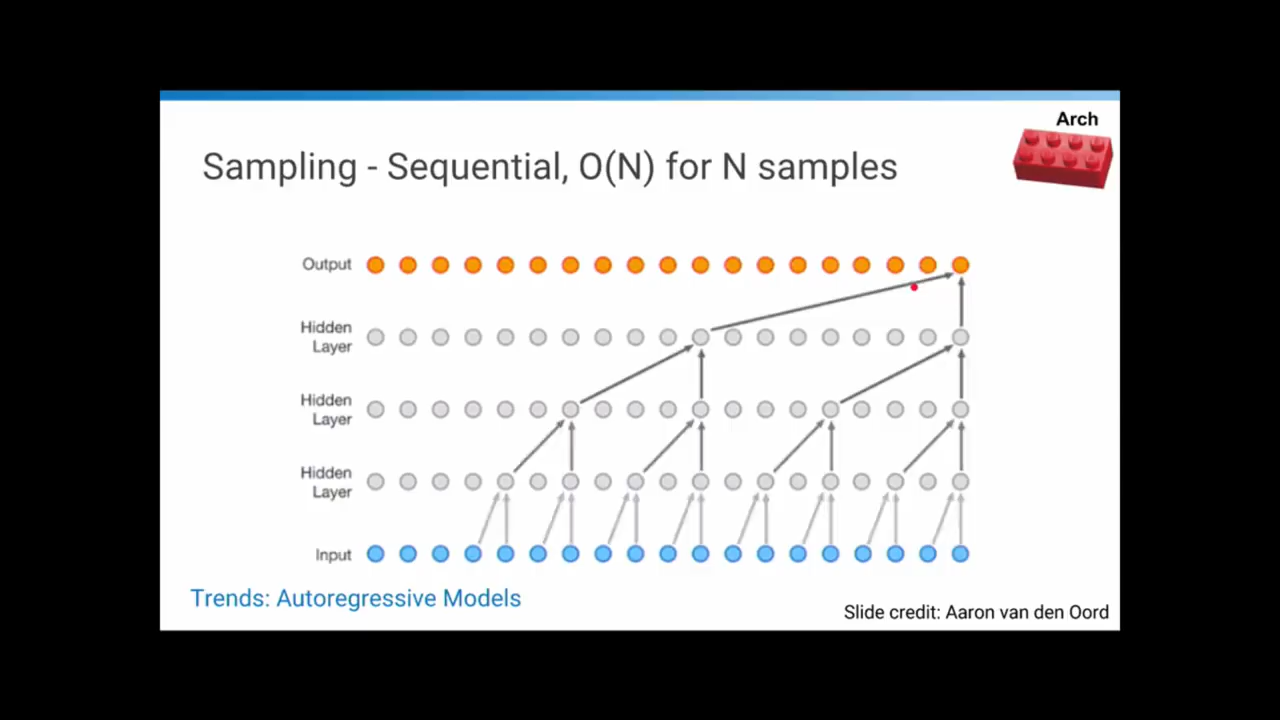 Arch
Sampling - Sequential, O(N) for N samples
Output
Hidden
Layer
Hidden
Layer
Hidden
Layer
Input
Trends: Autoregressive Models
Slide credit: Aaron van den Oord